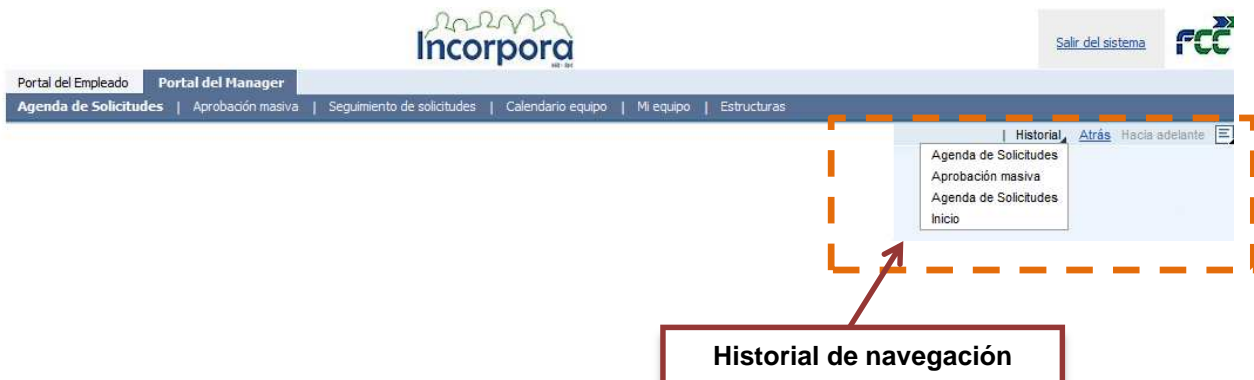 Incorpora
Salir del sistema
fcc
Portal del Empleado Portal del Manager
Agenda de Solicitudes | Aprobación masiva | Seguimiento de solicitudes | Calendario equipo | Mi equipo | Estructuras
| Historial Atrás Hacia adelante
Agenda de Solicitudes
Aprobación masiva
Agenda de Solicitudes
Inicio
Historial de navegación